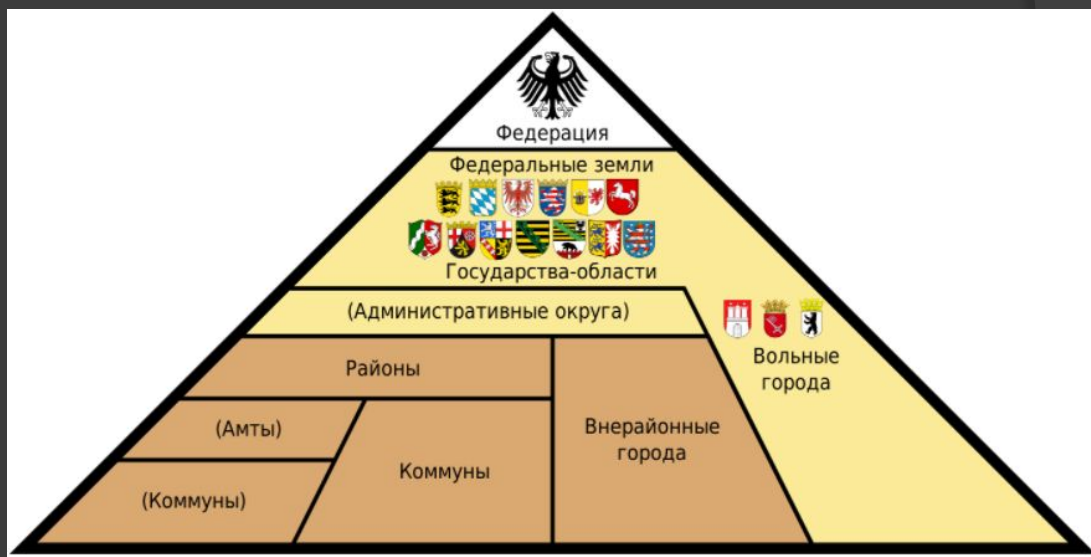 Федерация
Федеральные земли
Государства-области
(Административные округа)
Вольные
города
Районы
(Амты)
Коммуны
Внерайонные
города
(Коммуны)